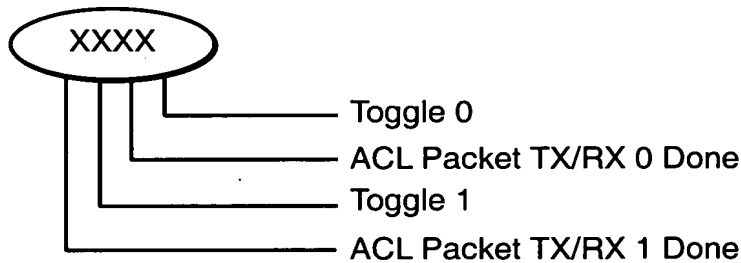 XXXX
Toggle 0
ACL Packet TX/RX 0 Done
Toggle 1
ACL Packet TX/RX 1 Done